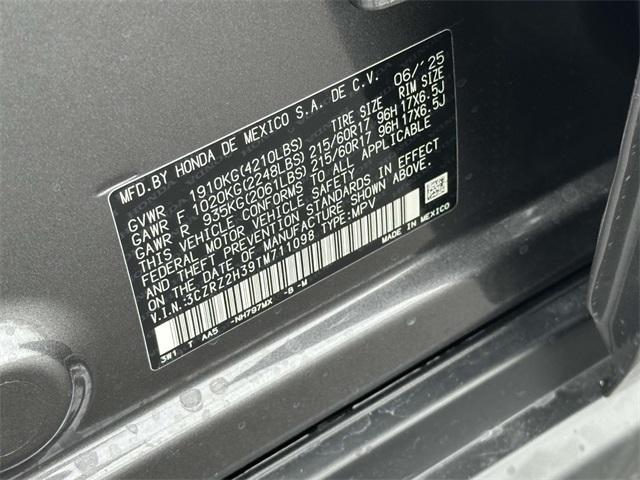 MFD.BY HONDA DE MEXICO S.A. DE C.V. 06/'25
TIRE SIZE RIM SIZE
GVWR 1910KG(4210LBS)
GAWR F 1020KG(2248LBS) 215/60R17 96H 17X6.5J
GAWR R 935KG(2061LBS) 215/60R17 96H 17X6.5J
THIS VEHICLE CONFORMS TO ALL APPLICABLE
FEDERAL MOTOR VEHICLE SAFETY
AND THEFT PREVENTION STANDARDS IN EFFECT
ON THE DATE OF MANUFACTURE SHOWN ABOVE.
V.I.N.:3CZRZ2H39TM711098 TYPE:MPV
MADE IN MEXICO
3W1 T AA5 -NH797MX -B -M